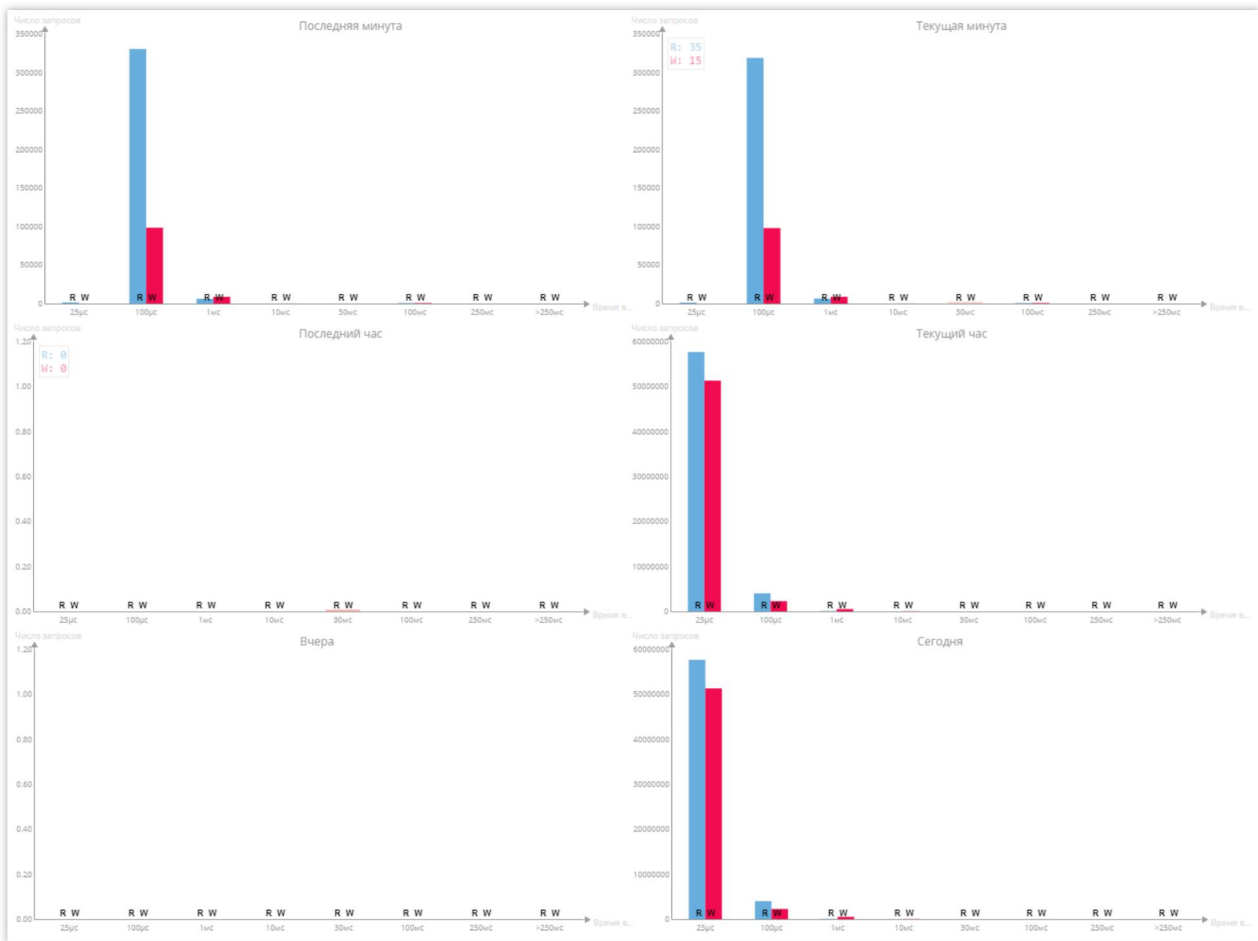 Число запросов
Последняя минута
350000
300000
250000
200000
150000
100000
50000
0
R W R W R W R W R W R W R W R W
25μс 100μс 1мс 10мс 30мс 100мс 250мс >250мс
Время в...
Число запросов
Текущая минута
R: 35
W: 15
350000
300000
250000
200000
150000
100000
50000
0
R W R W R W R W R W R W R W R W
25μс 100μс 1мс 10мс 30мс 100мс 250мс >250мс
Время в...
Число запросов
Последний час
R: 0
W: 0
1.20
1.00
0.80
0.60
0.40
0.20
0.00
R W R W R W R W R W R W R W R W
25μс 100μс 1мс 10мс 30мс 100мс 250мс >250мс
Время в...
Число запросов
Текущий час
60000000
50000000
40000000
30000000
20000000
10000000
0
R W R W R W R W R W R W R W R W
25μс 100μс 1мс 10мс 30мс 100мс 250мс >250мс
Время в...
Число запросов
Вчера
1.20
1.00
0.80
0.60
0.40
0.20
0.00
R W R W R W R W R W R W R W R W
25μс 100μс 1мс 10мс 30мс 100мс 250мс >250мс
Время в...
Число запросов
Сегодня
60000000
50000000
40000000
30000000
20000000
10000000
0
R W R W R W R W R W R W R W R W
25μс 100μс 1мс 10мс 30мс 100мс 250мс >250мс
Время в...